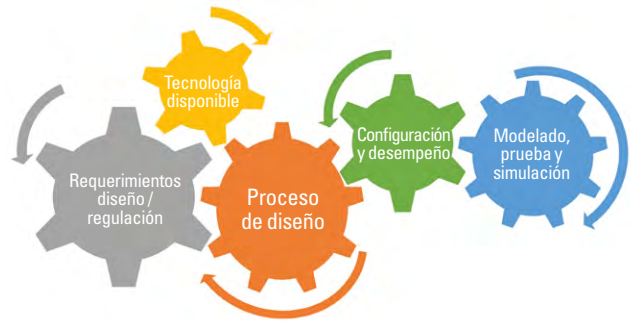 Tecnología
disponible
Requerimientos
diseño /
regulación
Proceso
de diseño
Configuración
y desempeño
Modelado,
prueba y
simulación